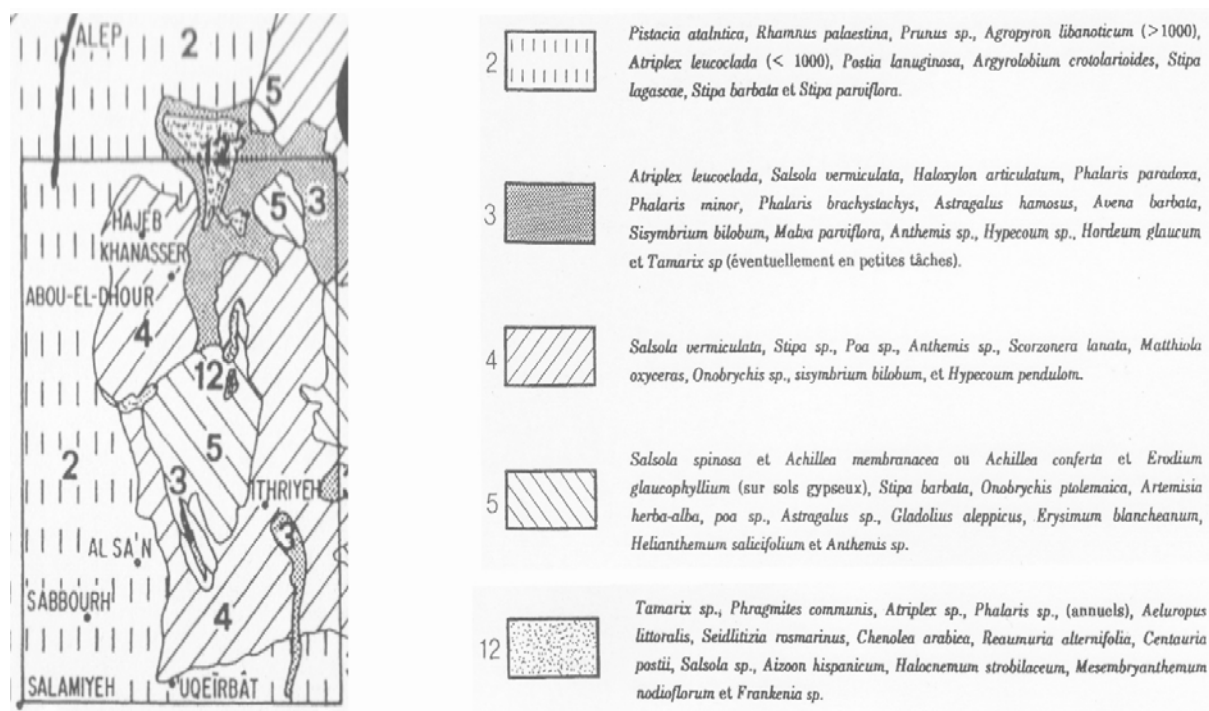 ALEP
2
5
12
5
3
HAJEB
KHANASSER
ABOU-EL-DHOUR
4
12
5
2
3
ITHRIYEH
3
AL SA'N
SABBOURH
4
SALAMIYEH
UQEÏRBÂT
2
Pistacia atalntica, Rhamnus palaestina, Prunus sp., Agropyron libanoticum (>1000),
Atriplex leucoclada (< 1000), Postia lanuginosa, Argyrolobium crotolarioides, Stipa
lagascae, Stipa barbata et Stipa parviflora.
3
Atriplex leucoclada, Salsola vermiculata, Haloxylon articulatum, Phalaris paradoxa,
Phalaris minor, Phalaris brachystachys, Astragalus hamosus, Avena barbata,
Sisymbrium bilobum, Malva parviflora, Anthemis sp., Hypecoum sp., Hordeum glaucum
et Tamarix sp (éventuellement en petites tâches).
4
Salsola vermiculata, Stipa sp., Poa sp., Anthemis sp., Scorzonera lanata, Matthiola
oxyceras, Onobrychis sp., sisymbrium bilobum, et Hypecoum pendulom.
5
Salsola spinosa et Achillea membranacea ou Achillea conferta et Erodium
glaucophyllium (sur sols gypseux), Stipa barbata, Onobrychis ptolemaica, Artemisia
herba-alba, poa sp., Astragalus sp., Gladolius aleppicus, Erysimum blancheanum,
Helianthemum salicifolium et Anthemis sp.
12
Tamarix sp., Phragmites communis, Atriplex sp., Phalaris sp., (annuels), Aeluropus
littoralis, Seidlitizia rosmarinus, Chenolea arabica, Reaumuria alternifolia, Centauria
postii, Salsola sp., Aizoon hispanicum, Halocnemum strobilaceum, Mesembryanthemum
nodioflorum et Frankenia sp.